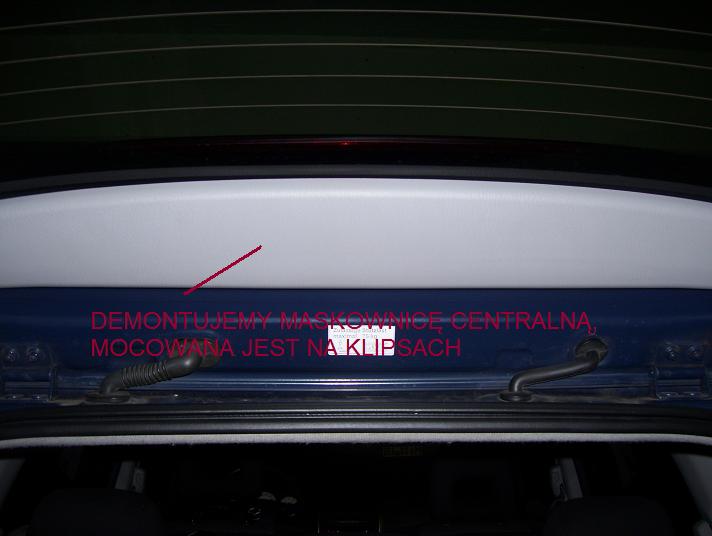 DEMONTUJEMY MASKOWNICĘ CENTRALNĄ,
MOCOWANA JEST NA KLIPSACH